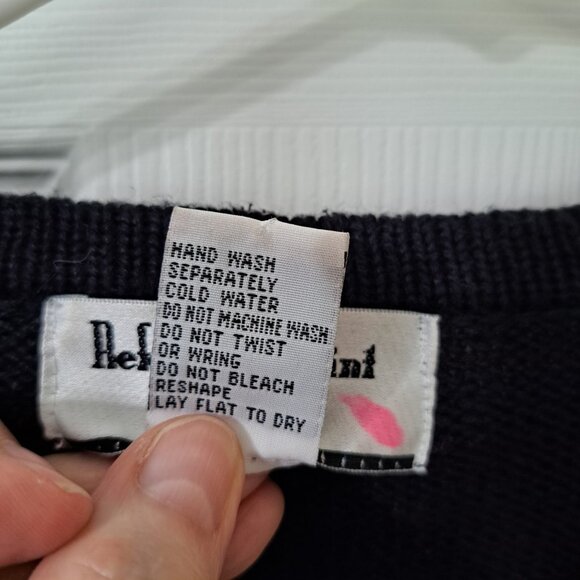 HAND WASH
SEPARATELY
COLD WATER
DO NOT MACHINE WASH
DO NOT TWIST
OR WRING
DO NOT BLEACH
RESHAPE
LAY FLAT TO DRY